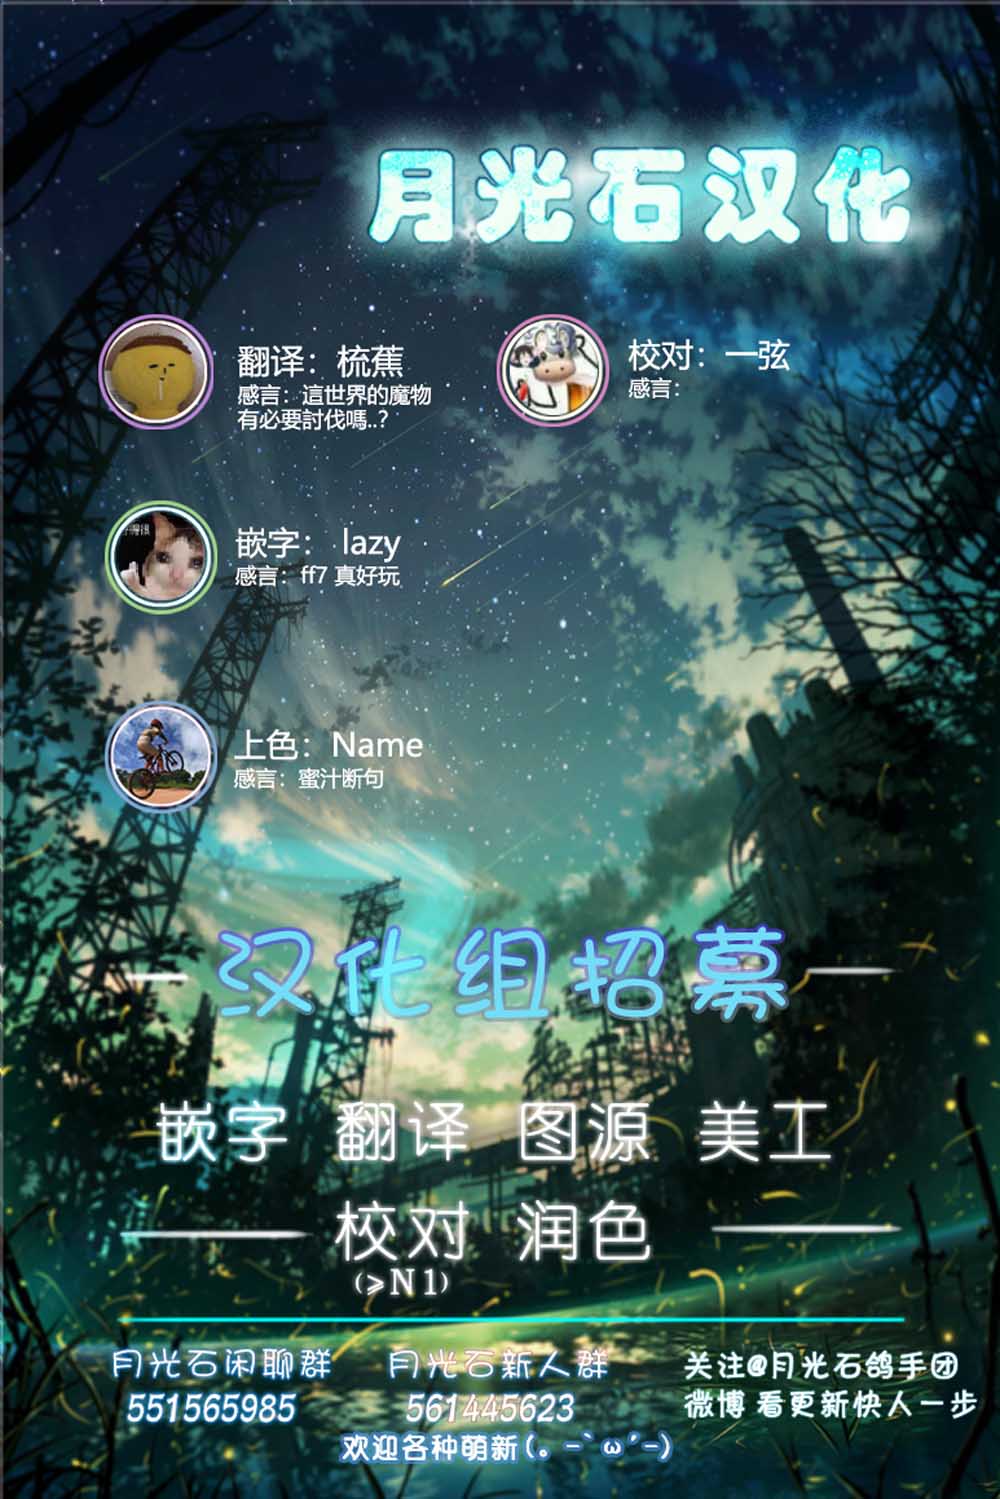 月光石汉化
翻译：梳蕉
感言：這世界的魔物
有必要討伐嗎..?
校对：一弦
感言：
嵌字： lazy
感言：ff7 真好玩
上色：Name
感言：蜜汁断句
汉化组招募
嵌字 翻译 图源 美工
校对 润色
(≥N1)
月光石闲聊群
551565985
月光石新人群
561445623
欢迎各种萌新(。-`ω´-)
关注@月光石鸽手团
微博 看更新快人一步